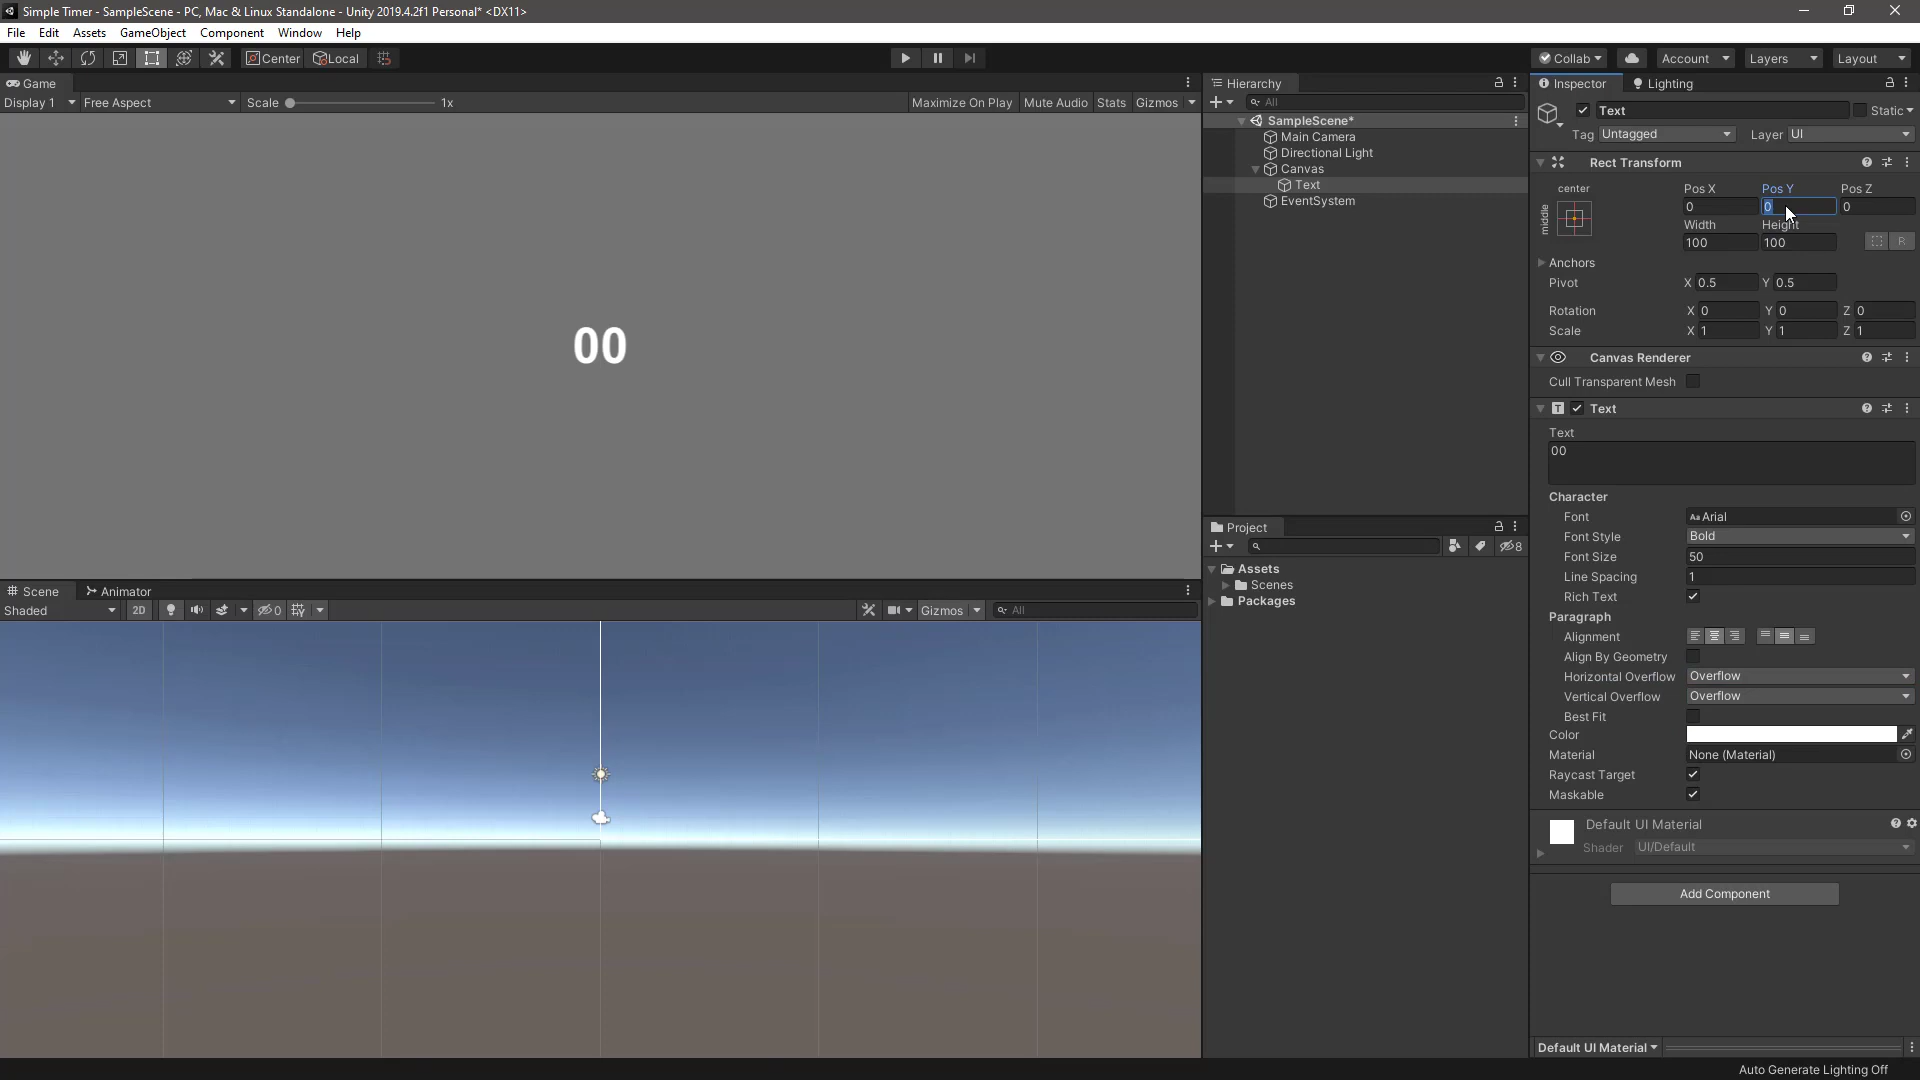 Simple Timer - SampleScene - PC, Mac & Linux Standalone - Unity 2019.4.2f1 Personal* <DX11>
File Edit Assets GameObject Component Window Help
Center Local
Collab Account Layers Layout
Game
Display 1 Free Aspect Scale 1x Maximize On Play Mute Audio Stats Gizmos
00
Scene Animator
Shaded 2D 0 Gizmos All
Hierarchy
All
SampleScene*
Main Camera
Directional Light
Canvas
Text
EventSystem
Project
8
Assets
Scenes
Packages
Inspector Lighting
Text Static
Tag Untagged Layer UI
Rect Transform
center Pos X Pos Y Pos Z
middle 0 0 0
Width Height
100 100 R
Anchors
Pivot X 0.5 Y 0.5
Rotation X 0 Y 0 Z 0
Scale X 1 Y 1 Z 1
Canvas Renderer
Cull Transparent Mesh
T Text
Text
00
Character
Font Aa Arial
Font Style Bold
Font Size 50
Line Spacing 1
Rich Text
Paragraph
Alignment
Align By Geometry
Horizontal Overflow Overflow
Vertical Overflow Overflow
Best Fit
Color
Material None (Material)
Raycast Target
Maskable
Default UI Material
Shader UI/Default
Add Component
Default UI Material
Auto Generate Lighting Off